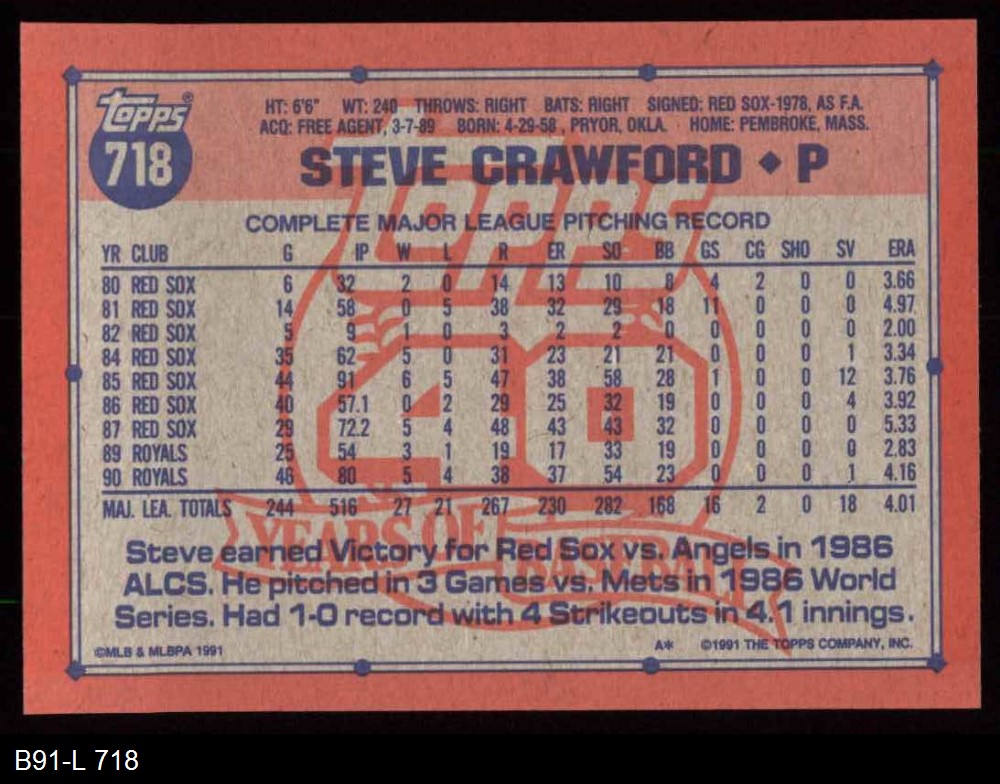 Topps®
718
HT: 6'6" WT: 240 THROWS: RIGHT BATS: RIGHT SIGNED: RED SOX-1978, AS F.A.
ACQ: FREE AGENT, 3-7-89 BORN: 4-29-58, PRYOR, OKLA. HOME: PEMBROKE, MASS.
STEVE CRAWFORD ◆ P
COMPLETE MAJOR LEAGUE PITCHING RECORD
YR CLUB G IP W L R ER SO BB GS CG SHO SV ERA
80 RED SOX 6 32 2 0 14 13 10 8 4 2 0 0 3.66
81 RED SOX 14 58 0 5 38 32 29 18 11 0 0 0 4.97
82 RED SOX 5 9 1 0 3 2 2 0 0 0 0 0 2.00
84 RED SOX 35 62 5 0 31 23 21 21 0 0 0 1 3.34
85 RED SOX 44 91 6 5 47 38 58 28 1 0 0 12 3.76
86 RED SOX 40 57.1 0 2 29 25 32 19 0 0 0 4 3.92
87 RED SOX 29 72.2 5 4 48 43 43 32 0 0 0 0 5.33
89 ROYALS 25 54 3 1 19 17 33 19 0 0 0 0 2.83
90 ROYALS 46 80 5 4 38 37 54 23 0 0 0 1 4.16
MAJ. LEA. TOTALS 244 516 27 21 267 230 282 168 16 2 0 18 4.01
Topps
40
YEARS OF
BASEBALL
Steve earned Victory for Red Sox vs. Angels in 1986
ALCS. He pitched in 3 Games vs. Mets in 1986 World
Series. Had 1-0 record with 4 Strikeouts in 4.1 innings.
©MLB & MLBPA 1991 A* ©1991 THE TOPPS COMPANY, INC.
B91-L 718